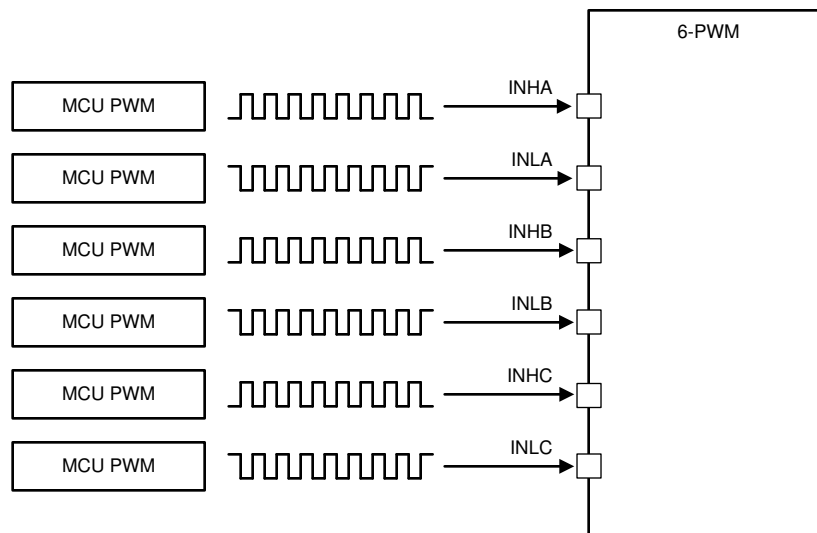 6-PWM
MCU PWM
INHA
MCU PWM
INLA
MCU PWM
INHB
MCU PWM
INLB
MCU PWM
INHC
MCU PWM
INLC